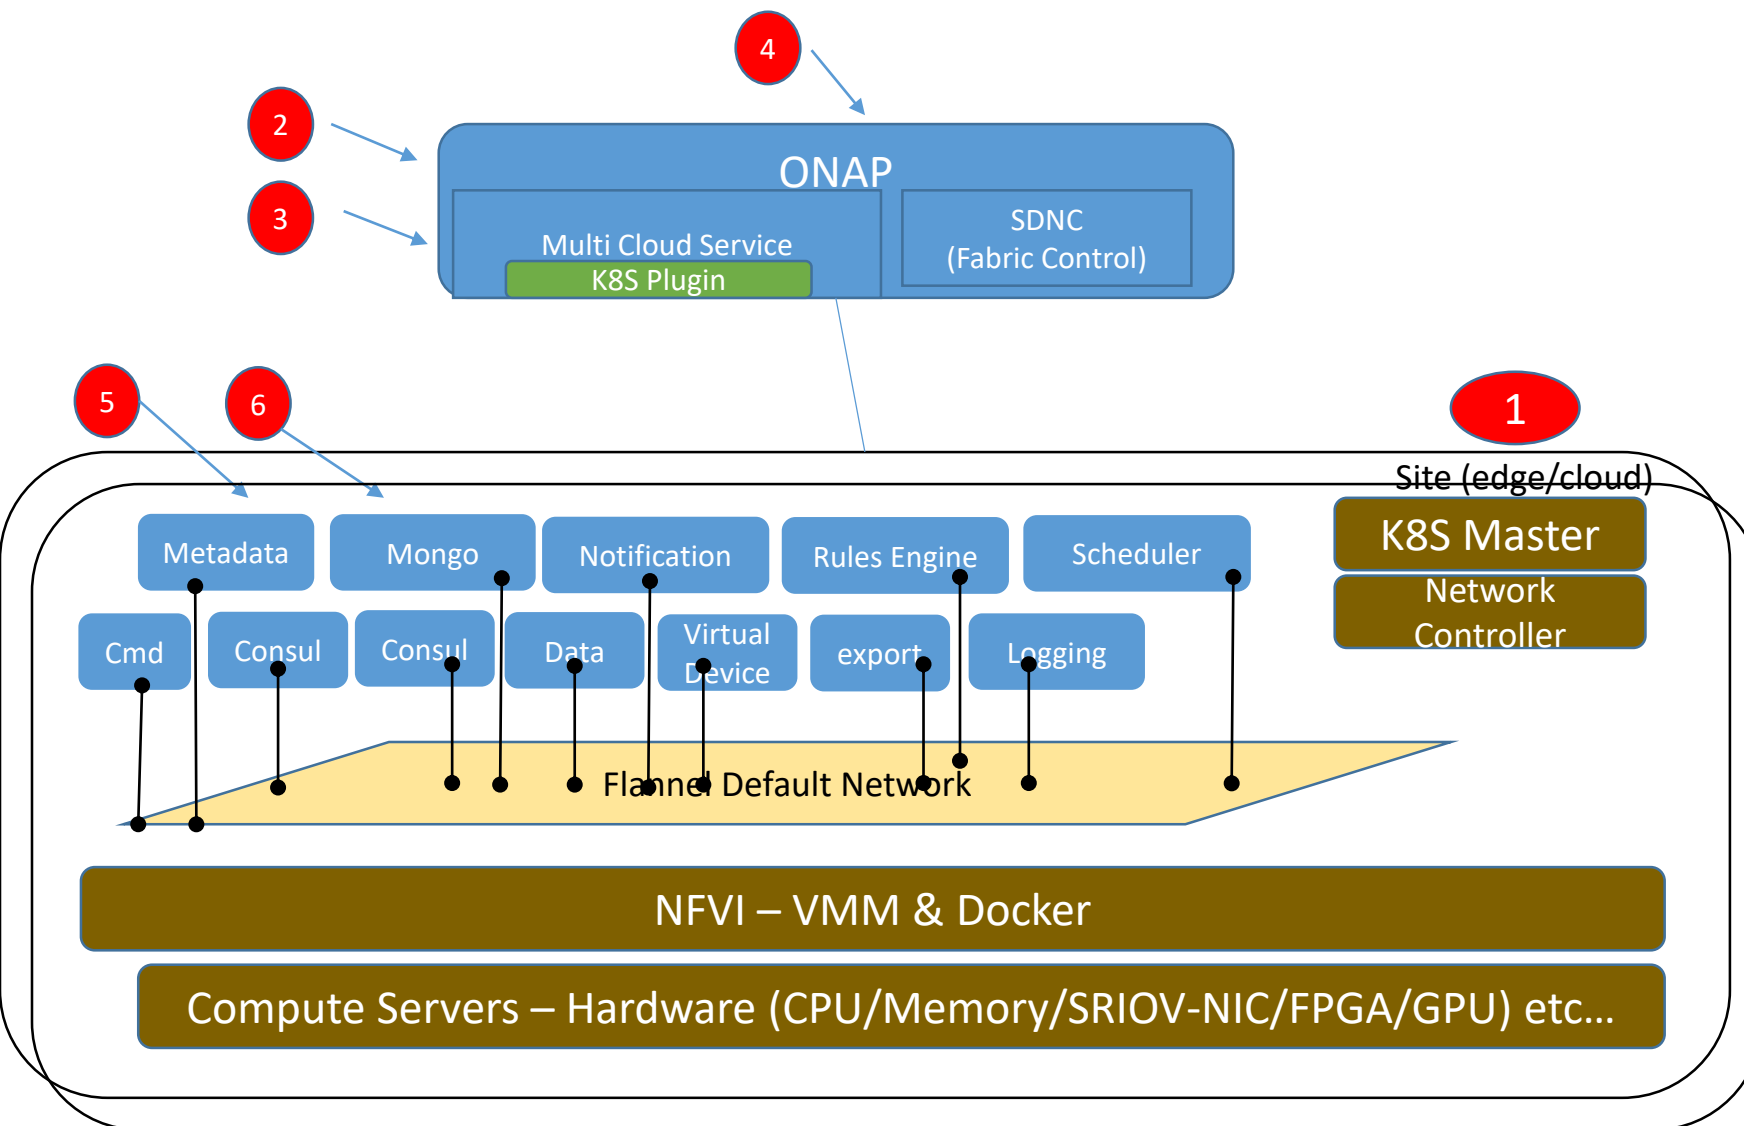 4
2
ONAP
3
SDNC
(Fabric Control)
Multi Cloud Service
K8S Plugin
5
6
1
Site (edge/cloud)
K8S Master
Network
Controller
Metadata
Mongo
Notification
Rules Engine
Scheduler
Cmd
Consul
Consul
Data
Virtual
Device
export
Logging
Flannel Default Network
NFVI – VMM & Docker
Compute Servers – Hardware (CPU/Memory/SRIOV-NIC/FPGA/GPU) etc...